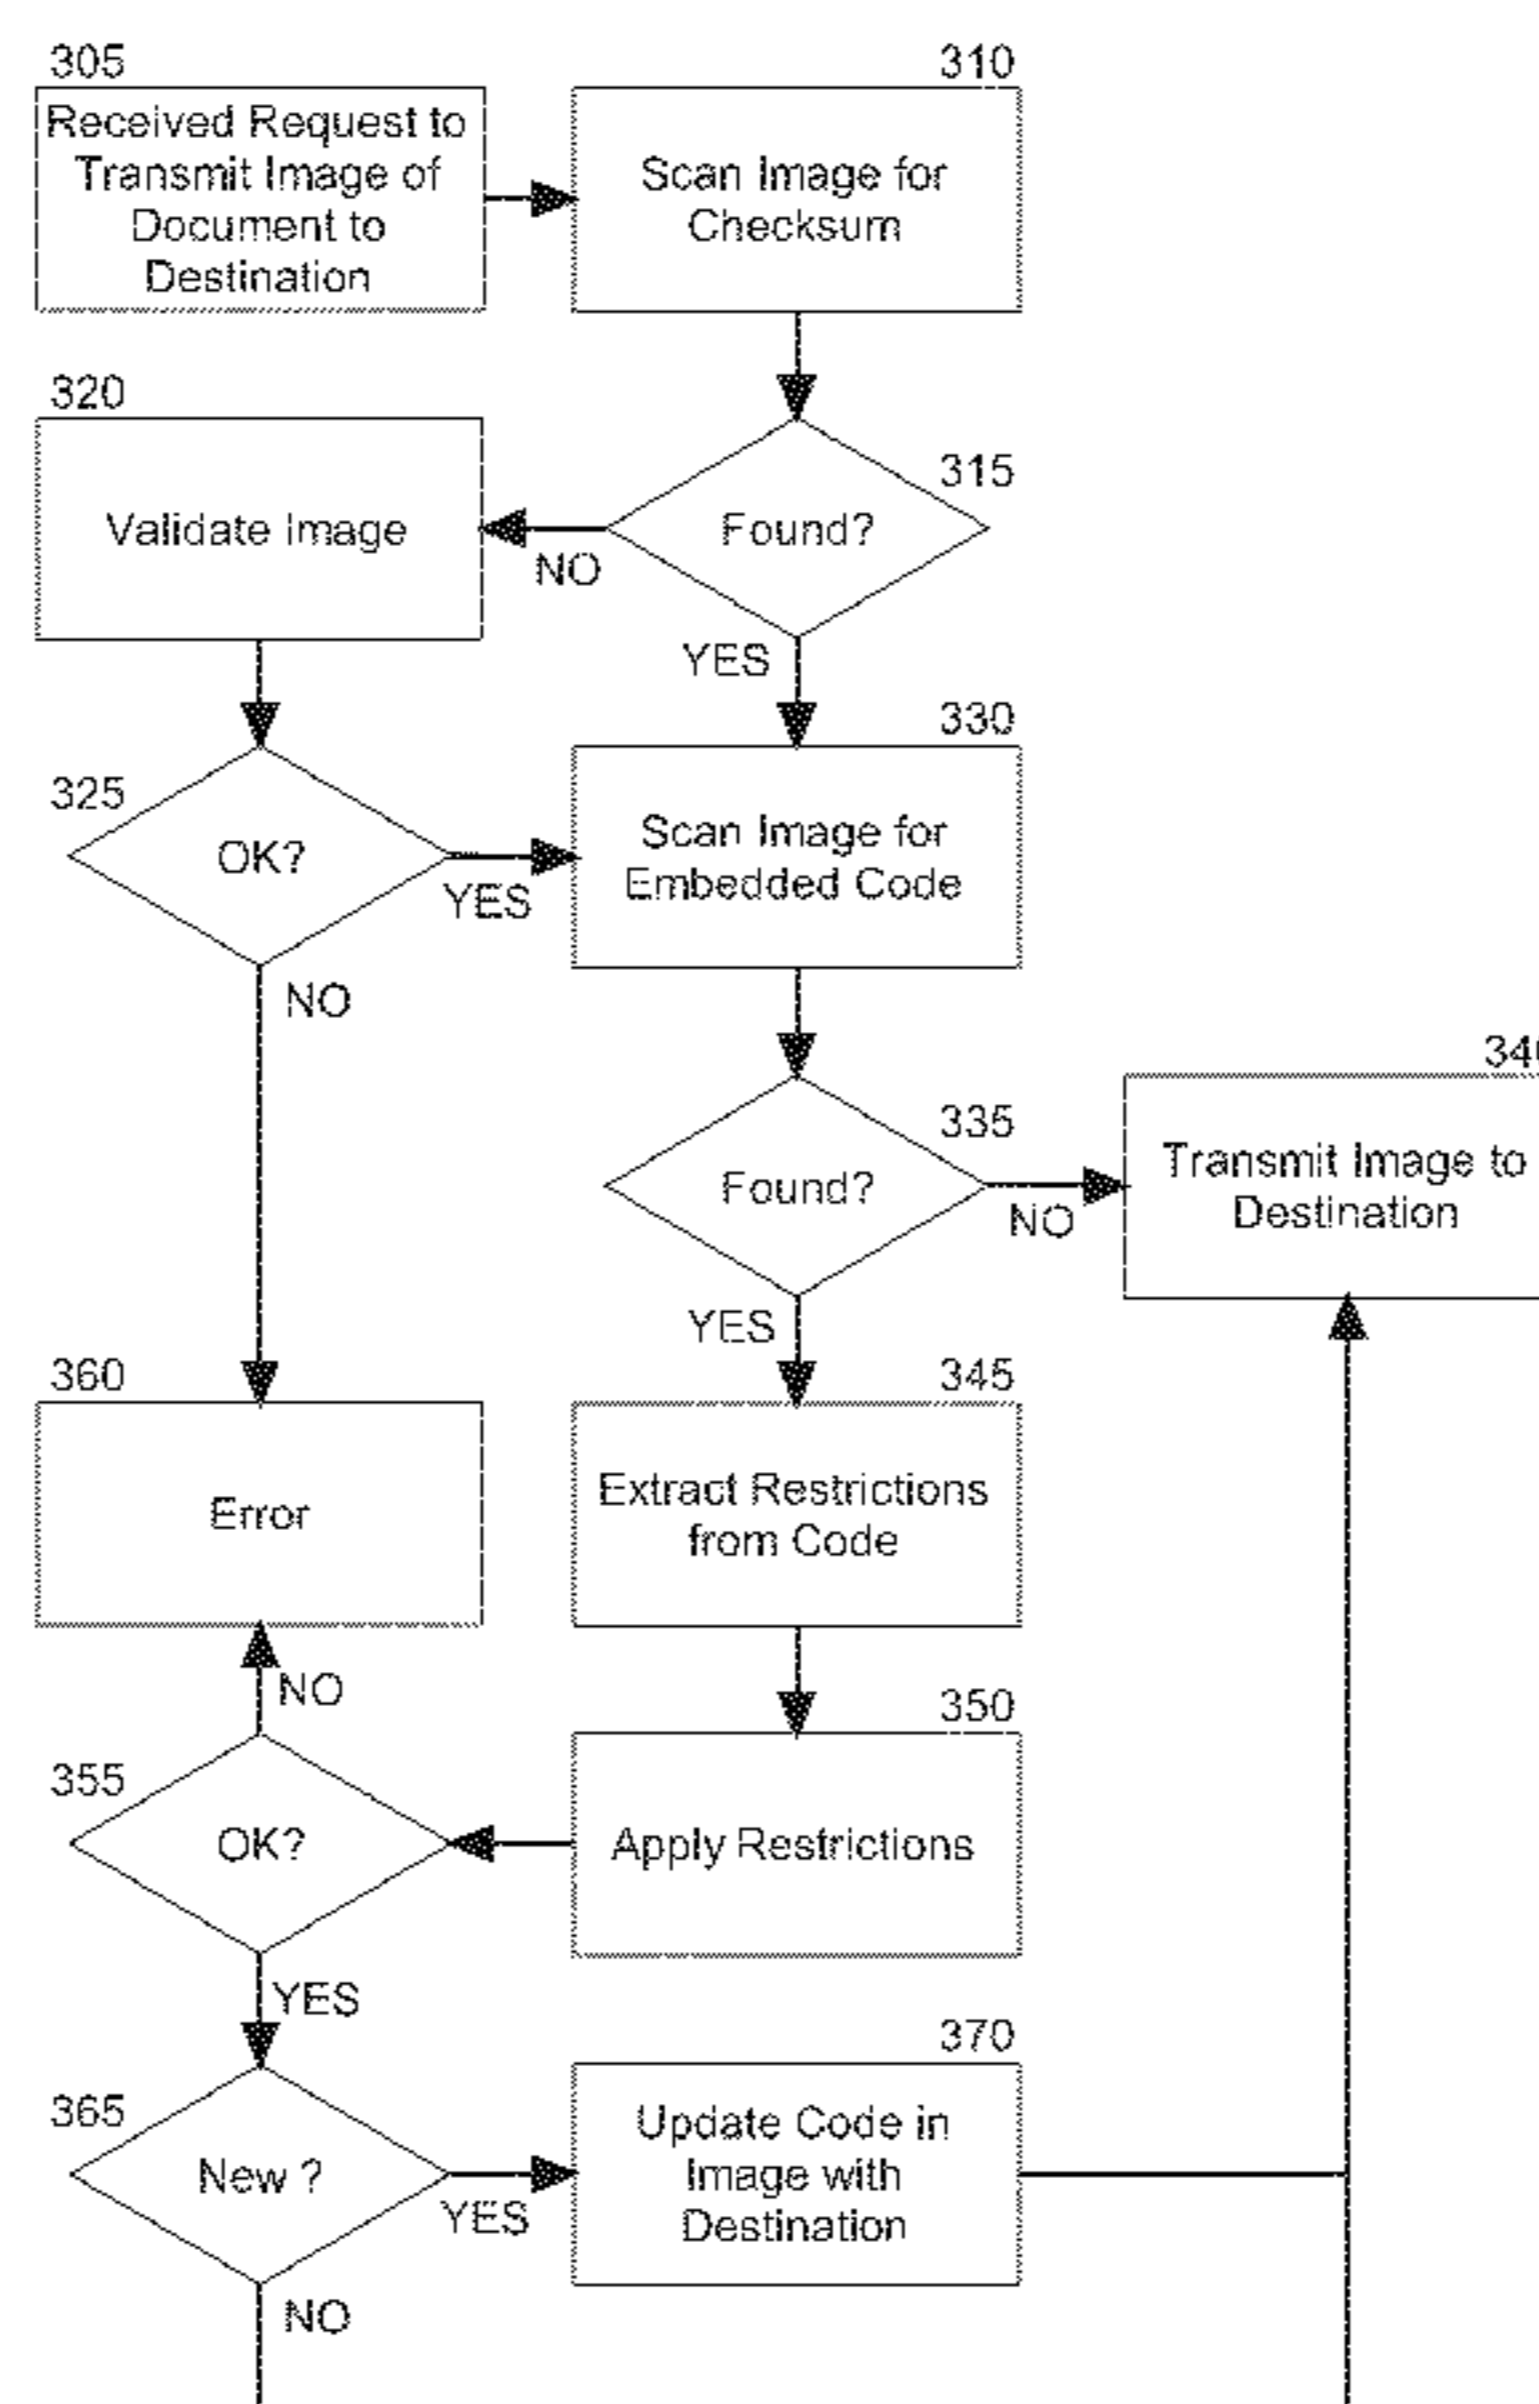 305
Received Request to
Transmit Image of
Document to
Destination
310
Scan Image for
Checksum
320
Validate Image
315
Found?
NO
YES
325
OK?
YES
NO
330
Scan Image for
Embedded Code
335
Found?
NO
YES
340
Transmit Image to
Destination
360
Error
345
Extract Restrictions
from Code
NO
350
Apply Restrictions
355
OK?
YES
365
New ?
YES
NO
370
Update Code in
Image with
Destination